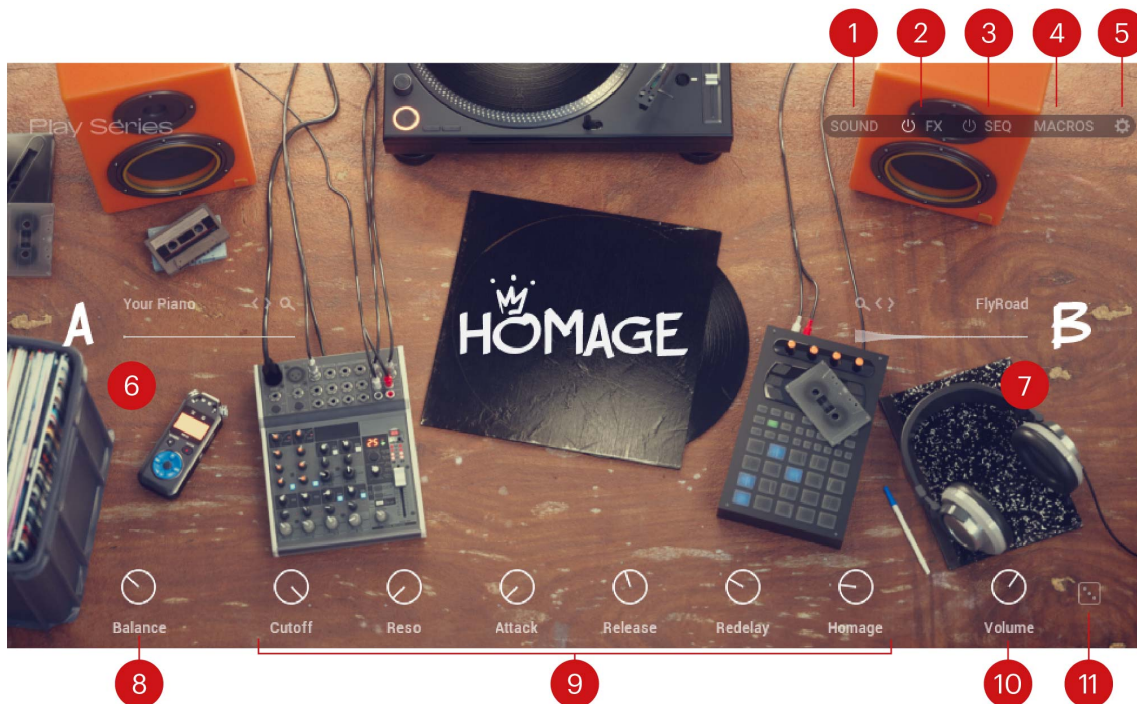 1 2 3 4 5
Play Series
SOUND FX SEQ MACROS
HOMAGE
A Your Piano
FlyRoad B
6 7
25
Balance Cutoff Reso Attack Release Redelay Homage Volume
8 9 10 11